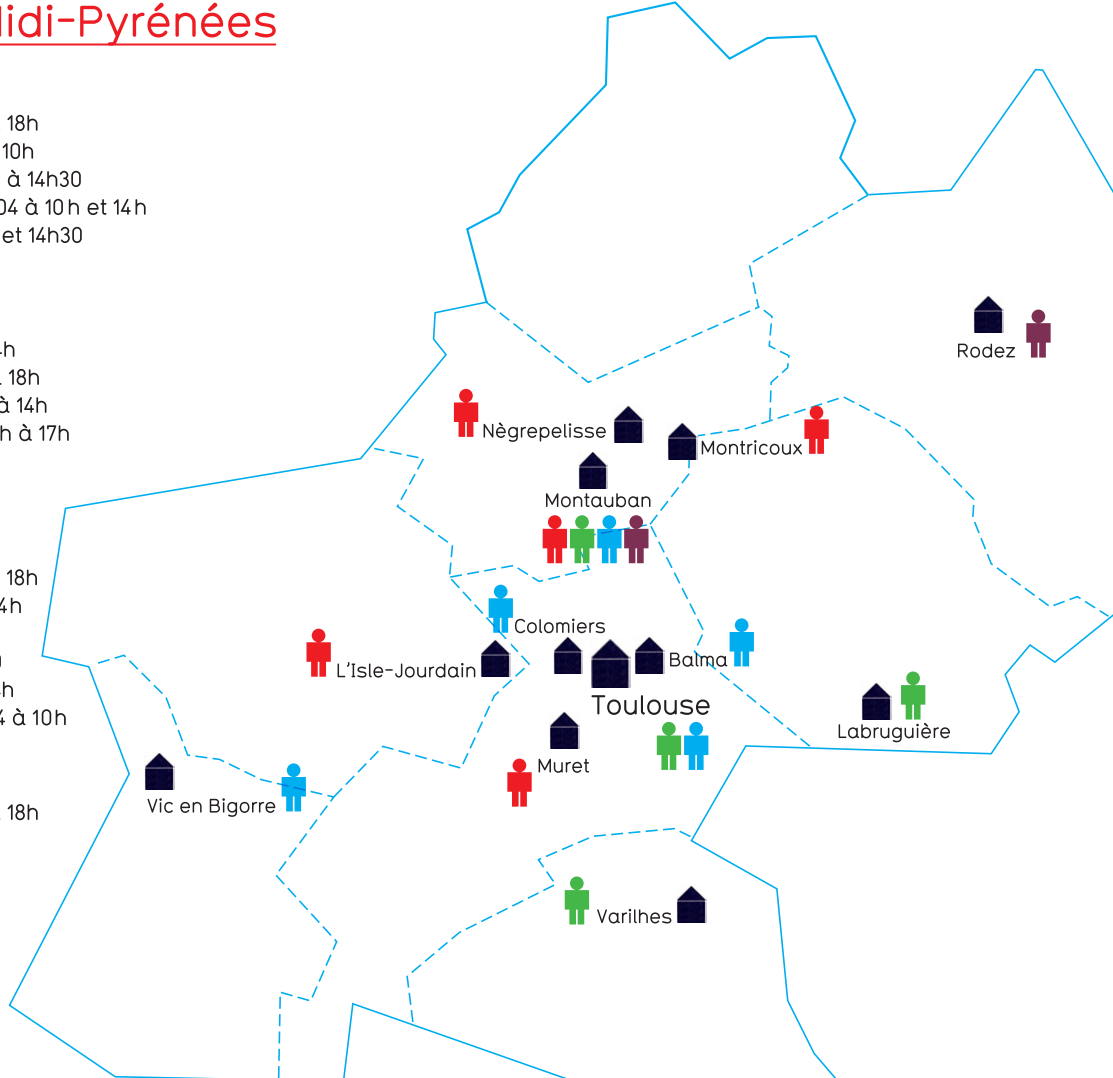 idi-Pyrénées
18h
10h
à 14h30
04 à 10h et 14h
et 14h30
h
18h
à 14h
h à 17h
18h
4h
h
4 à 10h
18h
Rodez
Nègrepelisse
Montricoux
Montauban
Colomiers
L'Isle-Jourdain
Balma
Toulouse
Labruguière
Muret
Vic en Bigorre
Varilhes